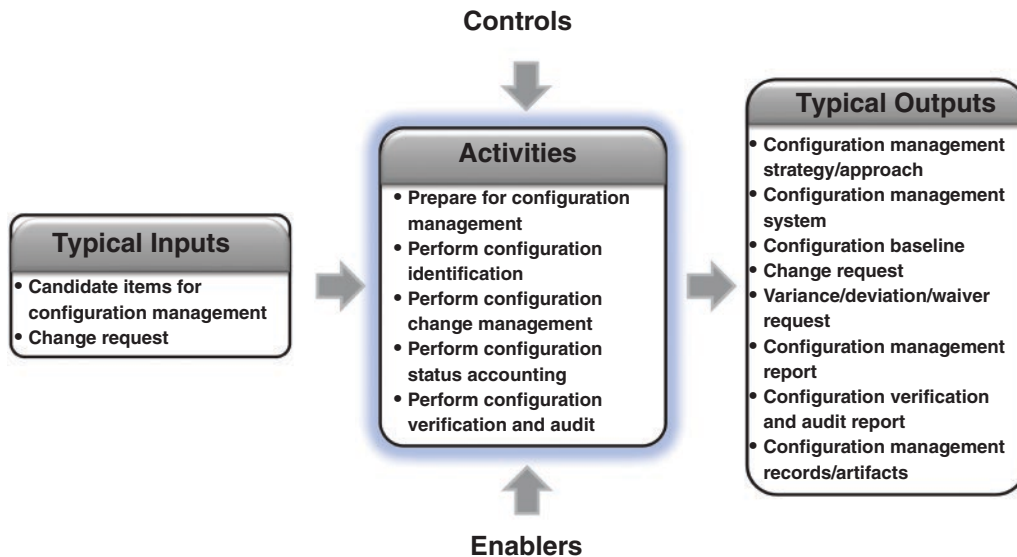 Controls
Typical Inputs
• Candidate items for
configuration management
• Change request
Activities
• Prepare for configuration
management
• Perform configuration
identification
• Perform configuration
change management
• Perform configuration
status accounting
• Perform configuration
verification and audit
Typical Outputs
• Configuration management
strategy/approach
• Configuration management
system
• Configuration baseline
• Change request
• Variance/deviation/waiver
request
• Configuration management
report
• Configuration verification
and audit report
• Configuration management
records/artifacts
Enablers